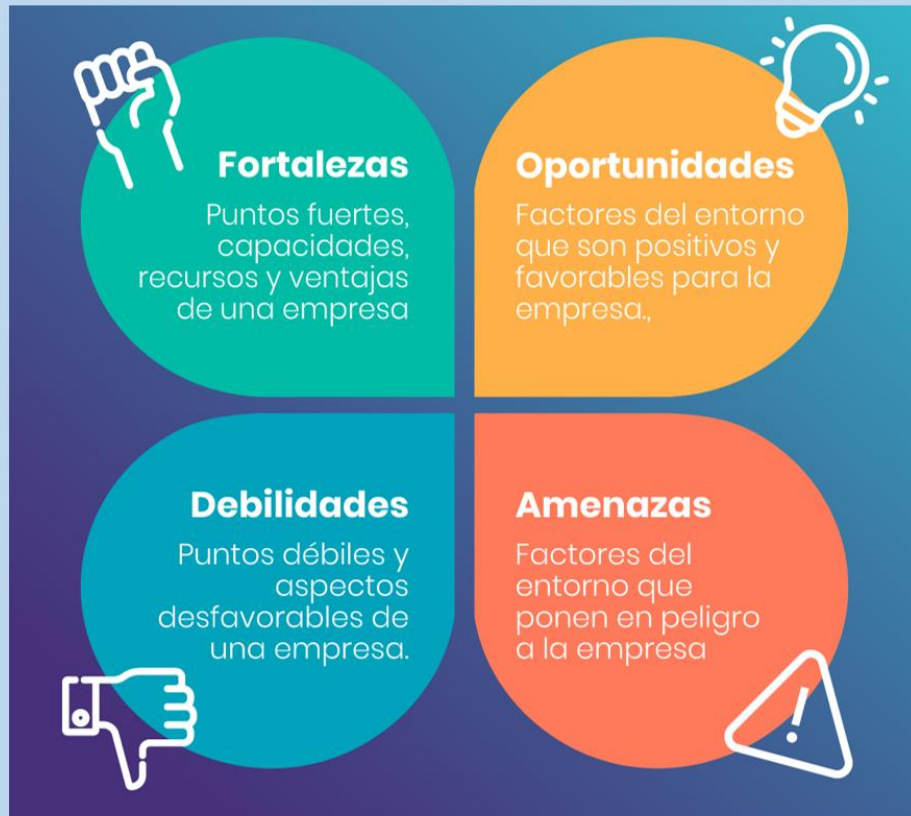 Fortalezas
Puntos fuertes,
capacidades,
recursos y ventajas
de una empresa
Oportunidades
Factores del entorno
que son positivos y
favorables para la
empresa.,
Debilidades
Puntos débiles y
aspectos
desfavorables de
una empresa.
Amenazas
Factores del
entorno que
ponen en peligro
a la empresa